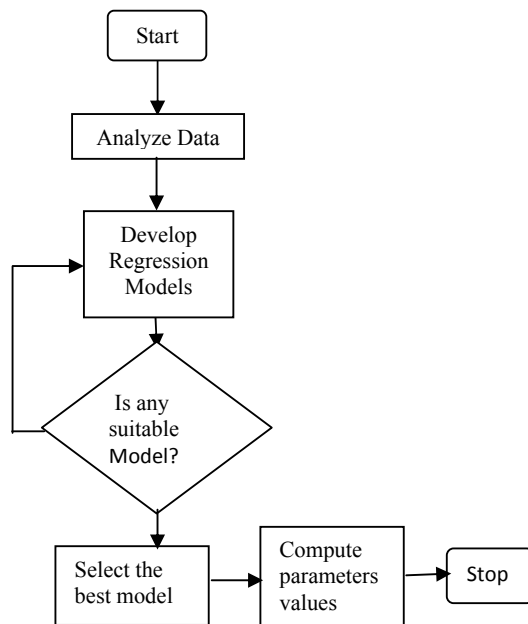 Start
Analyze Data
Develop
Regression
Models
Is any
suitable
Model?
Select the
best model
Compute
parameters
values
Stop